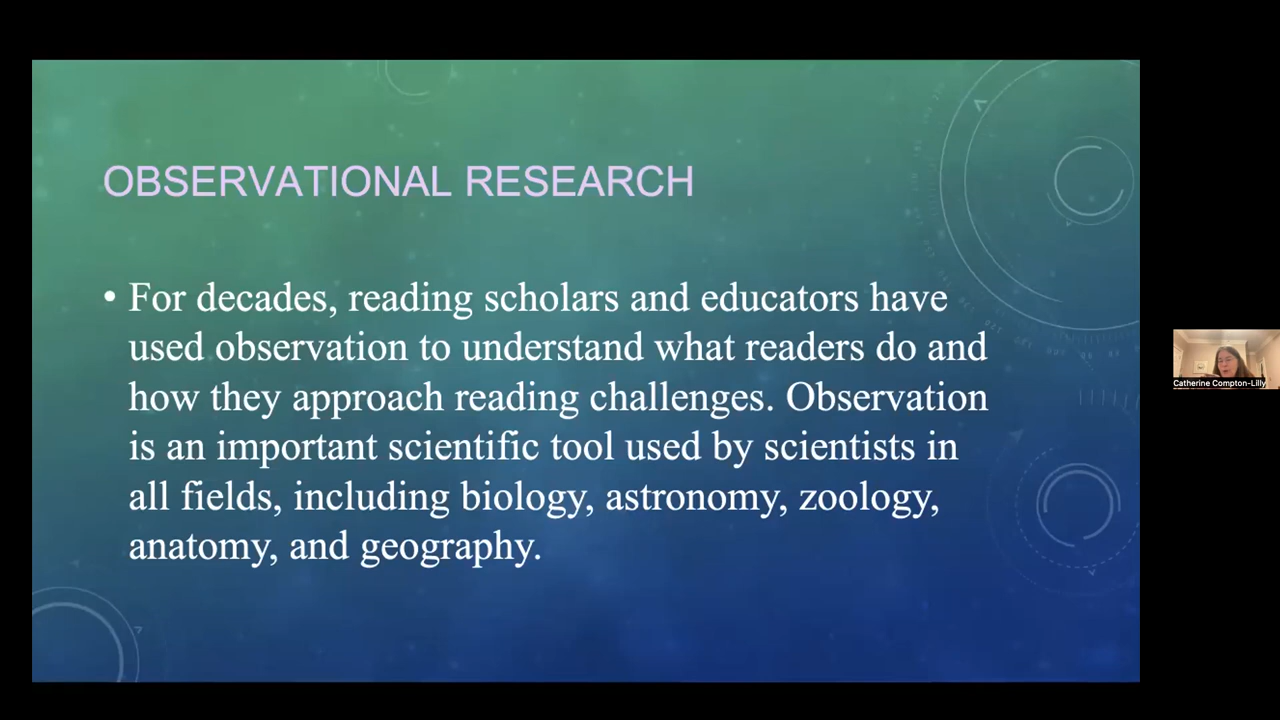 OBSERVATIONAL RESEARCH
• For decades, reading scholars and educators have
used observation to understand what readers do and
how they approach reading challenges. Observation
is an important scientific tool used by scientists in
all fields, including biology, astronomy, zoology,
anatomy, and geography.
Catherine Compton-Lilly